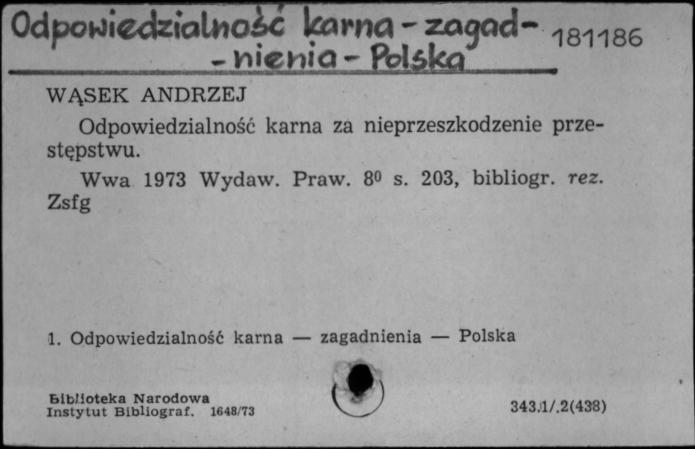 Odpowiedzialność karna - zagad-
- nienia - Polska
181186
WĄSEK ANDRZEJ
Odpowiedzialność karna za nieprzeszkodzenie prze-
stępstwu.
Wwa 1973 Wydaw. Praw. 8⁰ s. 203, bibliogr. rez.
Zsfg
1. Odpowiedzialność karna — zagadnienia — Polska
Biblioteka Narodowa
Instytut Bibliograf. 1648/73
343.1/.2(438)